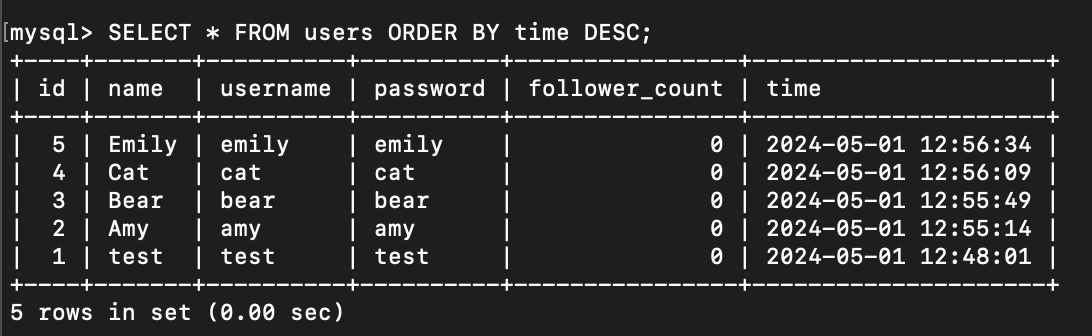 [mysql> SELECT * FROM users ORDER BY time DESC;
+----+-------+----------+----------+----------------+---------------------+
| id | name  | username | password | follower_count | time                |
+----+-------+----------+----------+----------------+---------------------+
|  5 | Emily | emily    | emily    |              0 | 2024-05-01 12:56:34 |
|  4 | Cat   | cat      | cat      |              0 | 2024-05-01 12:56:09 |
|  3 | Bear  | bear     | bear     |              0 | 2024-05-01 12:55:49 |
|  2 | Amy   | amy      | amy      |              0 | 2024-05-01 12:55:14 |
|  1 | test  | test     | test     |              0 | 2024-05-01 12:48:01 |
+----+-------+----------+----------+----------------+---------------------+
5 rows in set (0.00 sec)